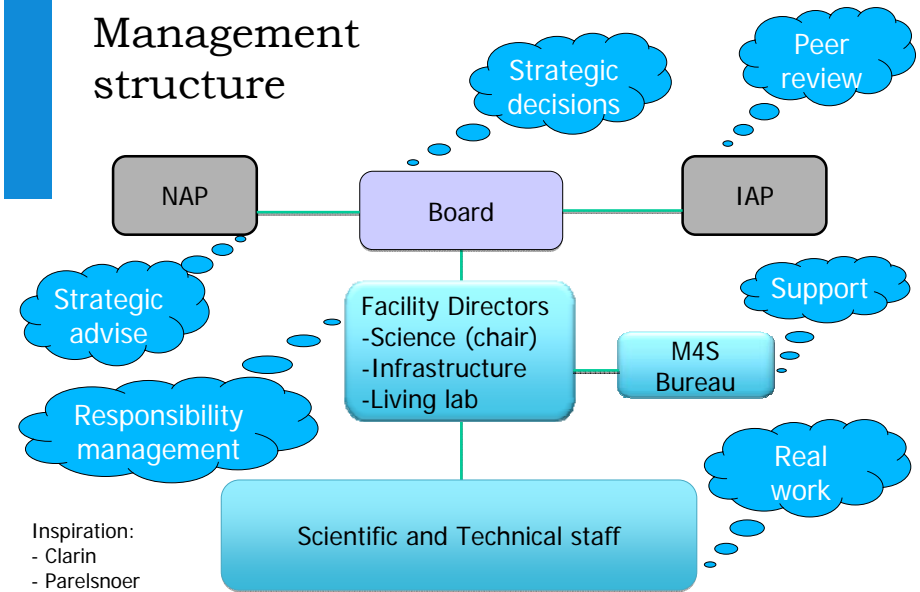 Management
structure
Strategic
decisions
Peer
review
NAP
Board
IAP
Strategic
advise
Facility Directors
-Science (chair)
-Infrastructure
-Living lab
Support
M4S
Bureau
Responsibility
management
Real
work
Scientific and Technical staff
Inspiration:
- Clarin
- Parelsnoer